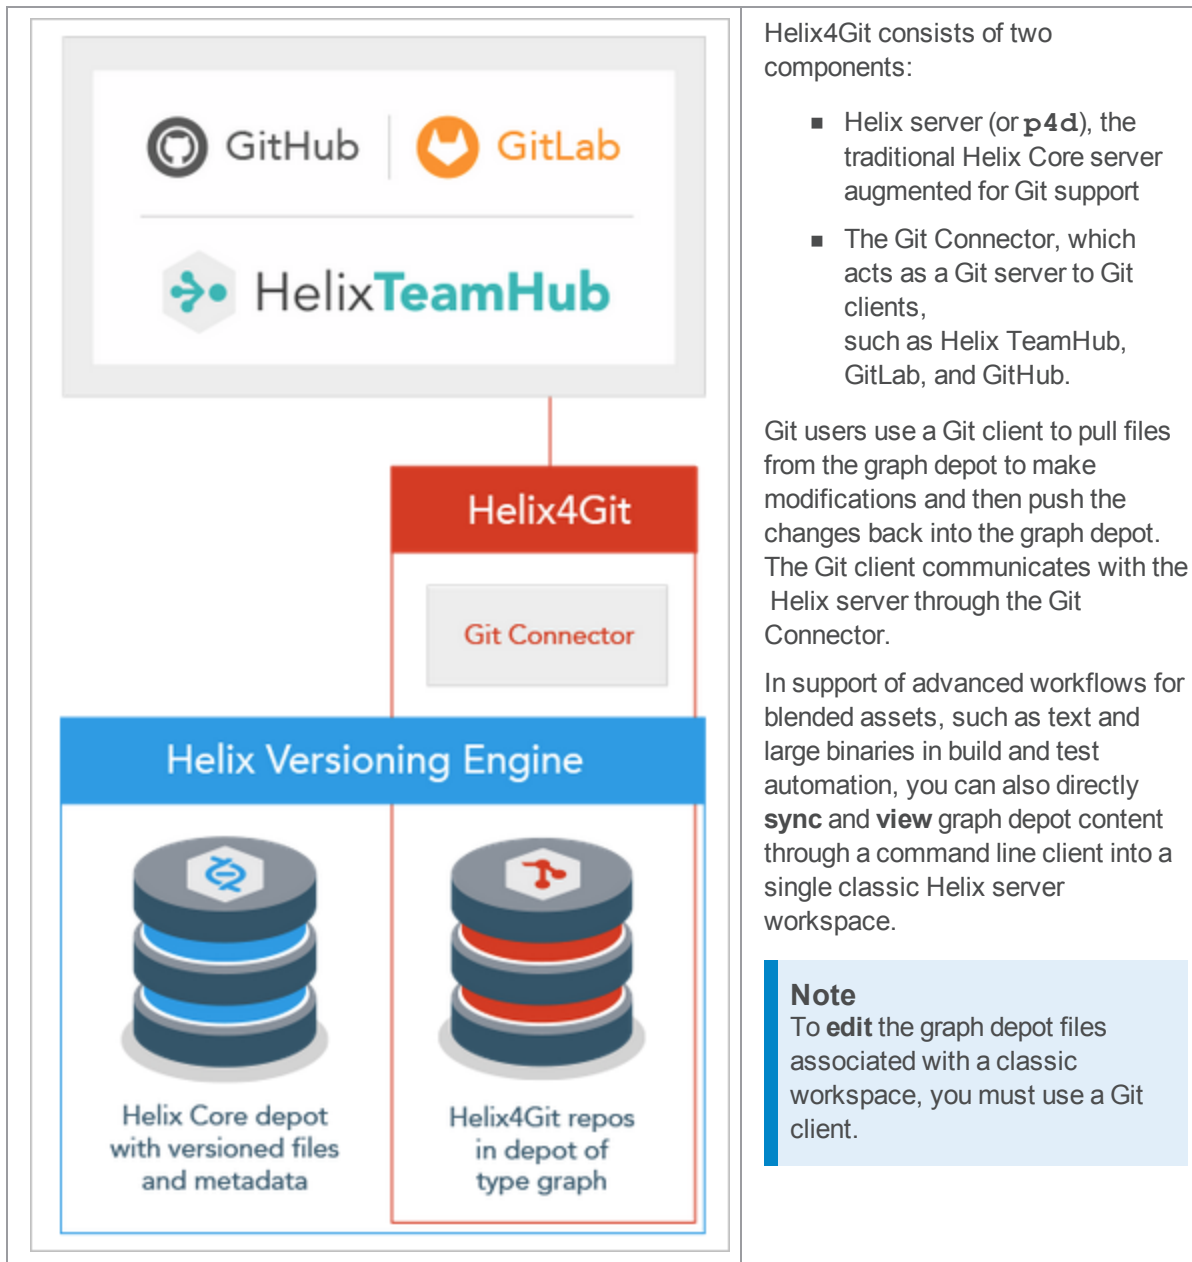 GitHub
GitLab
HelixTeamHub
Helix4Git
Git Connector
Helix Versioning Engine
Helix Core depot
with versioned files
and metadata
Helix4Git repos
in depot of
type graph
Helix4Git consists of two
components:
■ Helix server (or p4d), the
traditional Helix Core server
augmented for Git support
■ The Git Connector, which
acts as a Git server to Git
clients,
such as Helix TeamHub,
GitLab, and GitHub.
Git users use a Git client to pull files
from the graph depot to make
modifications and then push the
changes back into the graph depot.
The Git client communicates with the
Helix server through the Git
Connector.
In support of advanced workflows for
blended assets, such as text and
large binaries in build and test
automation, you can also directly
sync and view graph depot content
through a command line client into a
single classic Helix server
workspace.
Note
To edit the graph depot files
associated with a classic
workspace, you must use a Git
client.